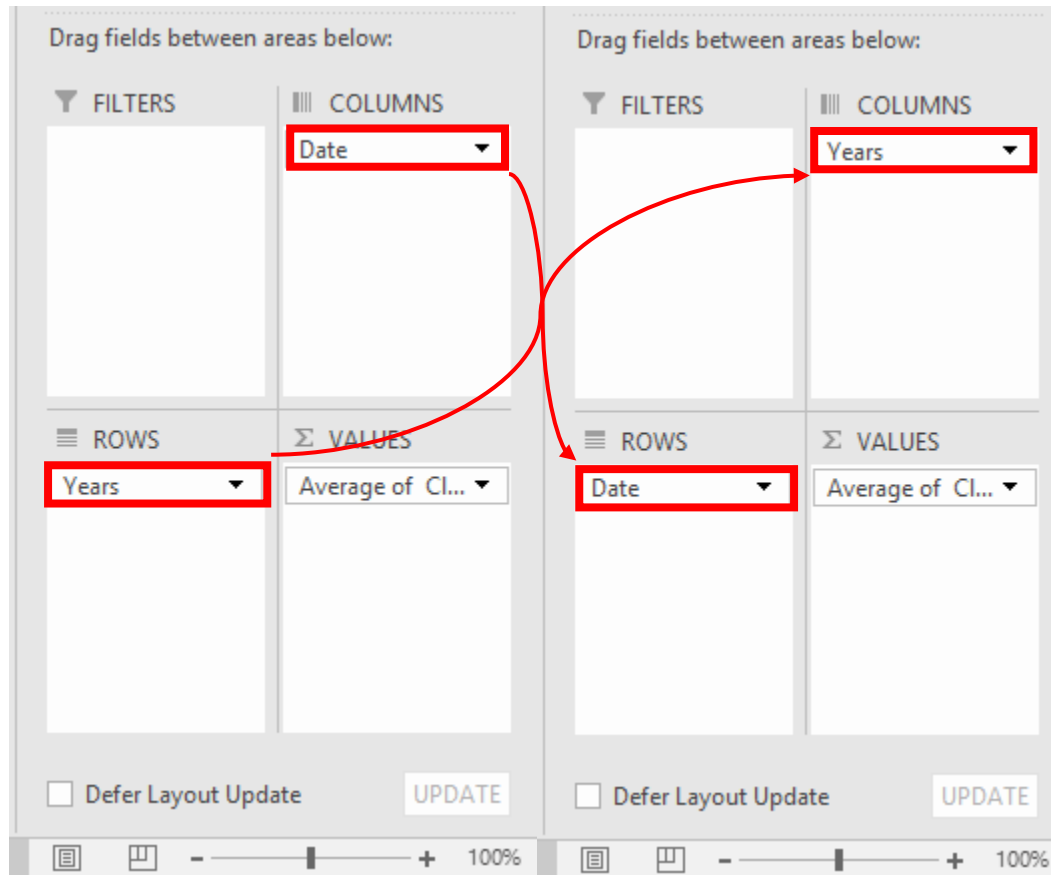 Drag fields between areas below:
FILTERS
COLUMNS
Date
ROWS
Σ VALUES
Years
Average of Cl...
Defer Layout Update
UPDATE
- + 100%
Drag fields between areas below:
FILTERS
COLUMNS
Years
ROWS
Σ VALUES
Date
Average of Cl...
Defer Layout Update
UPDATE
- + 100%